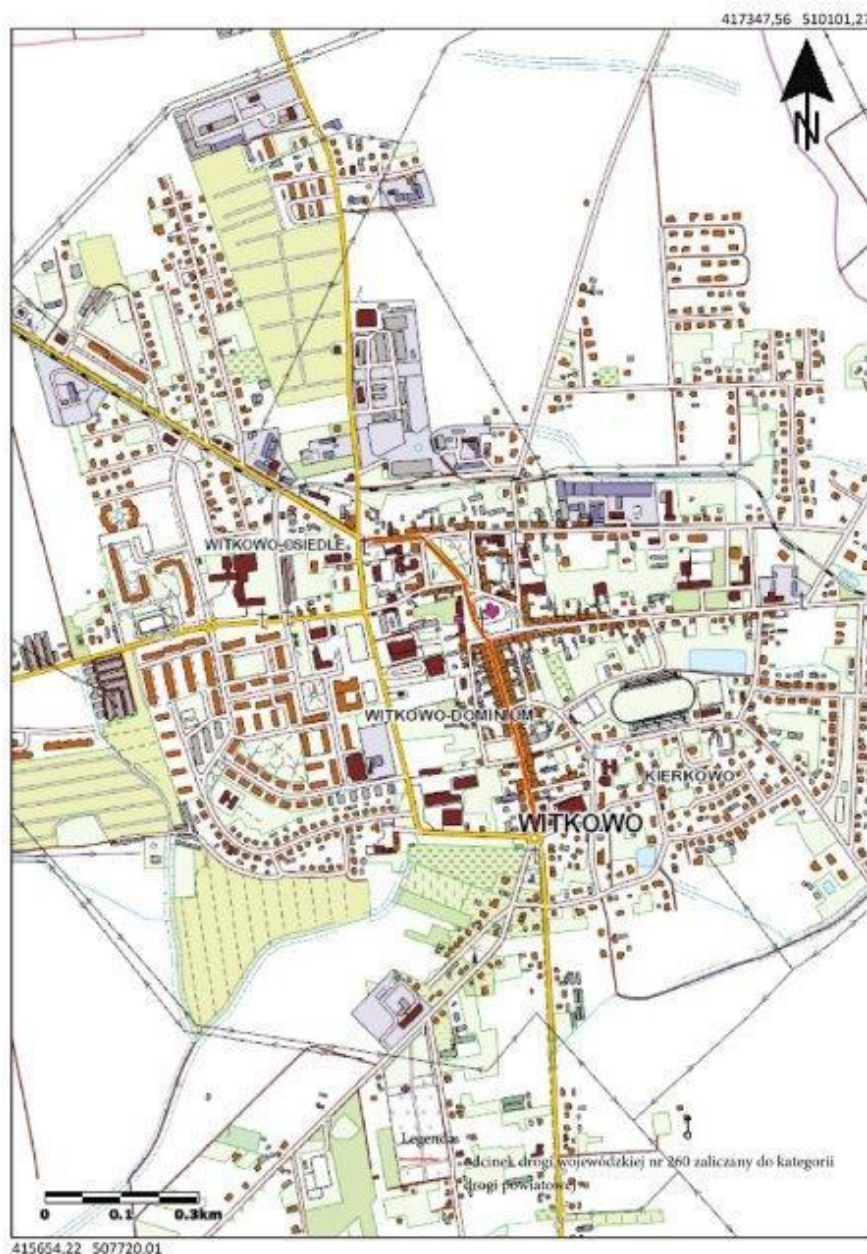 417347,56 510101,27
N
WITKOWO-OSIEDLE
WITKOWO-DOMINIUM
KIERKOWO
WITKOWO
Legenda
odcinek drogi wojewódzkiej nr 260 zaliczany do kategorii
drogi powiatowej
0 0.1 0.3km
415654,22 507720,01